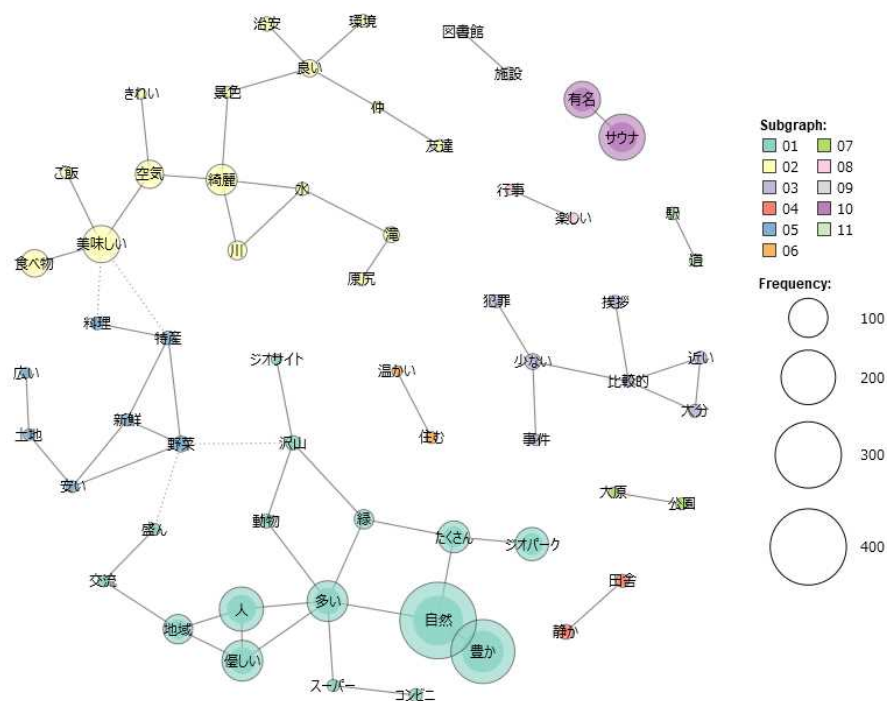 治安
環境
図書館
良い
施設
きれい
景色
有名
仲
サウナ
Subgraph:
01
07
02
08
03
09
04
10
05
11
06
友達
ご飯
空気
綺麗
水
行事
楽しい
駅
道
美味しい
滝
食べ物
川
原尻
Frequency:
100
200
300
400
料理
特産
犯罪
挨拶
広い
ジオサイト
温かい
少ない
比較的
近い
新鮮
大分
土地
野菜
沢山
住む
事件
安い
盛ん
動物
緑
たくさん
ジオパーク
大原
公園
交流
人
多い
自然
田舎
地域
静か
優しい
豊か
スーパー
コンビニ